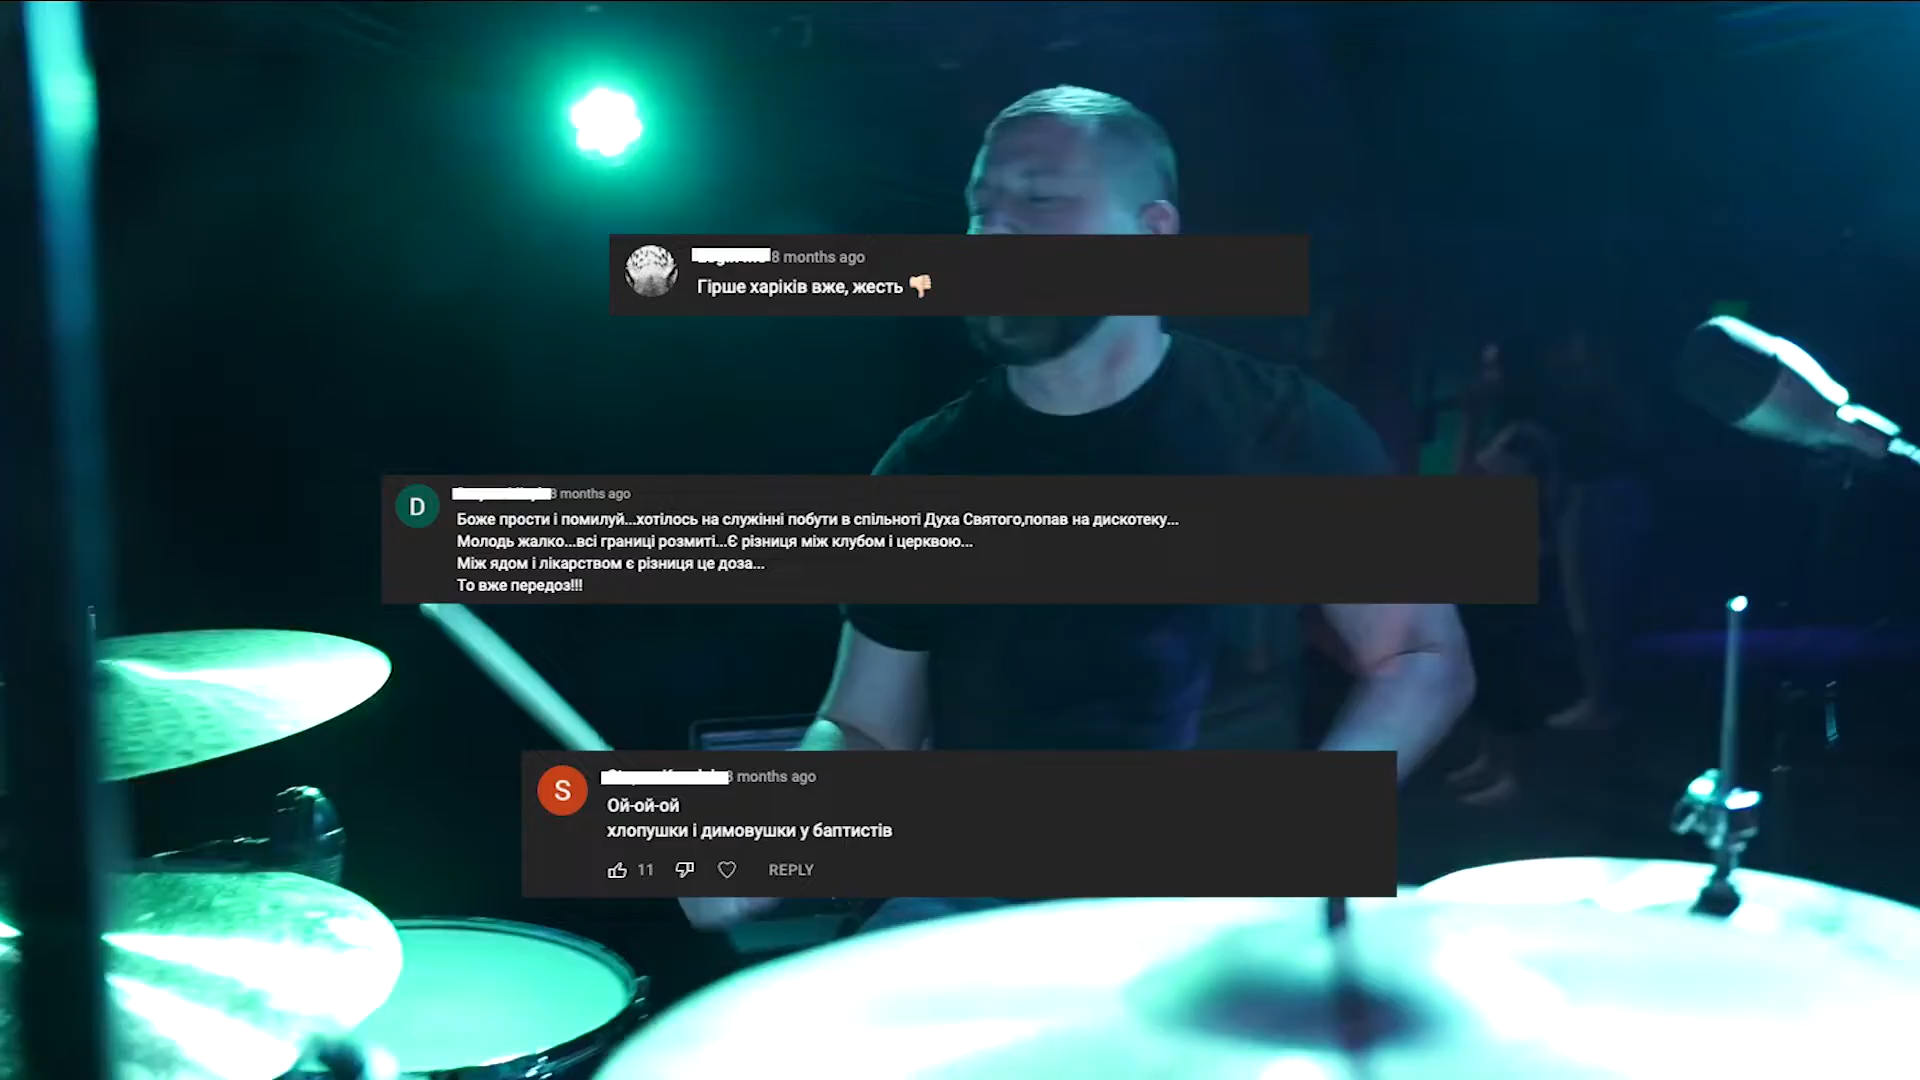 8 months ago
Гірше харіків вже, жесть 👎🏻
D
8 months ago
Боже прости і помилуй...хотілось на служінні побути в спільноті Духа Святого,попав на дискотеку...
Молодь жалко...всі границі розмиті...Є різниця між клубом і церквою...
Між ядом і лікарством є різниця це доза...
То вже передоз!!!
S
8 months ago
Ой-ой-ой
хлопушки і димовушки у баптистів
11 REPLY